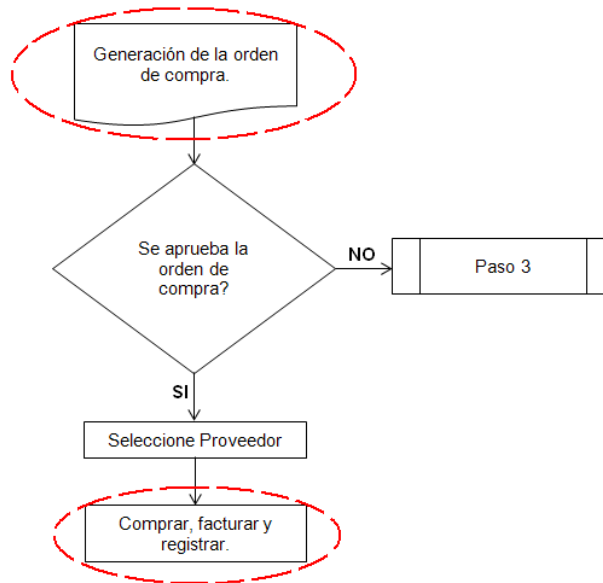 Generación de la orden
de compra.
Se aprueba la
orden de
compra?
NO
Paso 3
SI
Seleccione Proveedor
Comprar, facturar y
registrar.